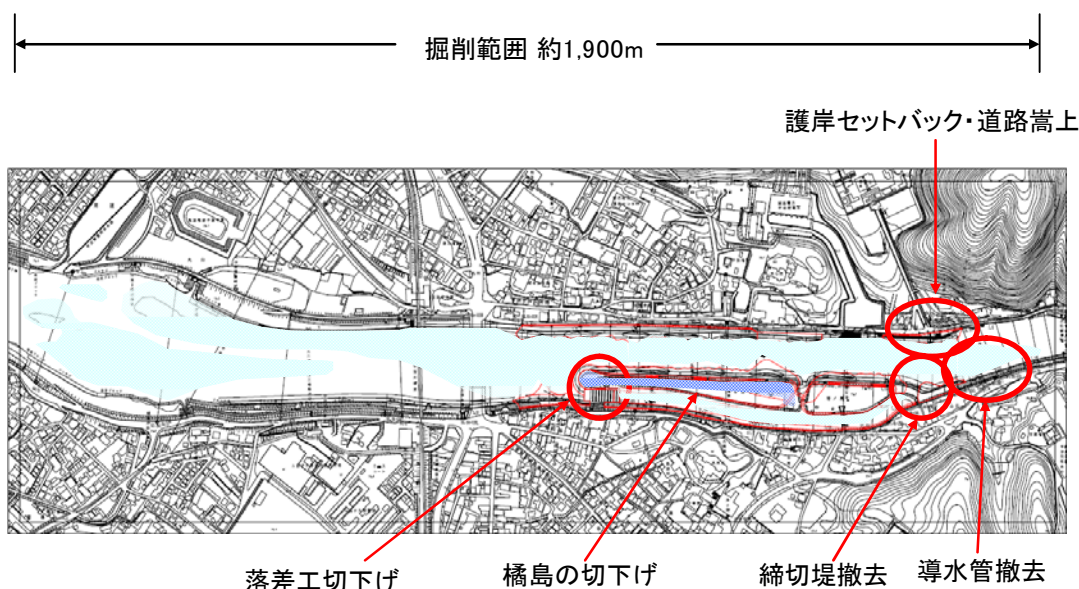 掘削範囲 約1,900m
護岸セットバック・道路嵩上
落差工切下げ
橘島の切下げ
締切堤撤去
導水管撤去